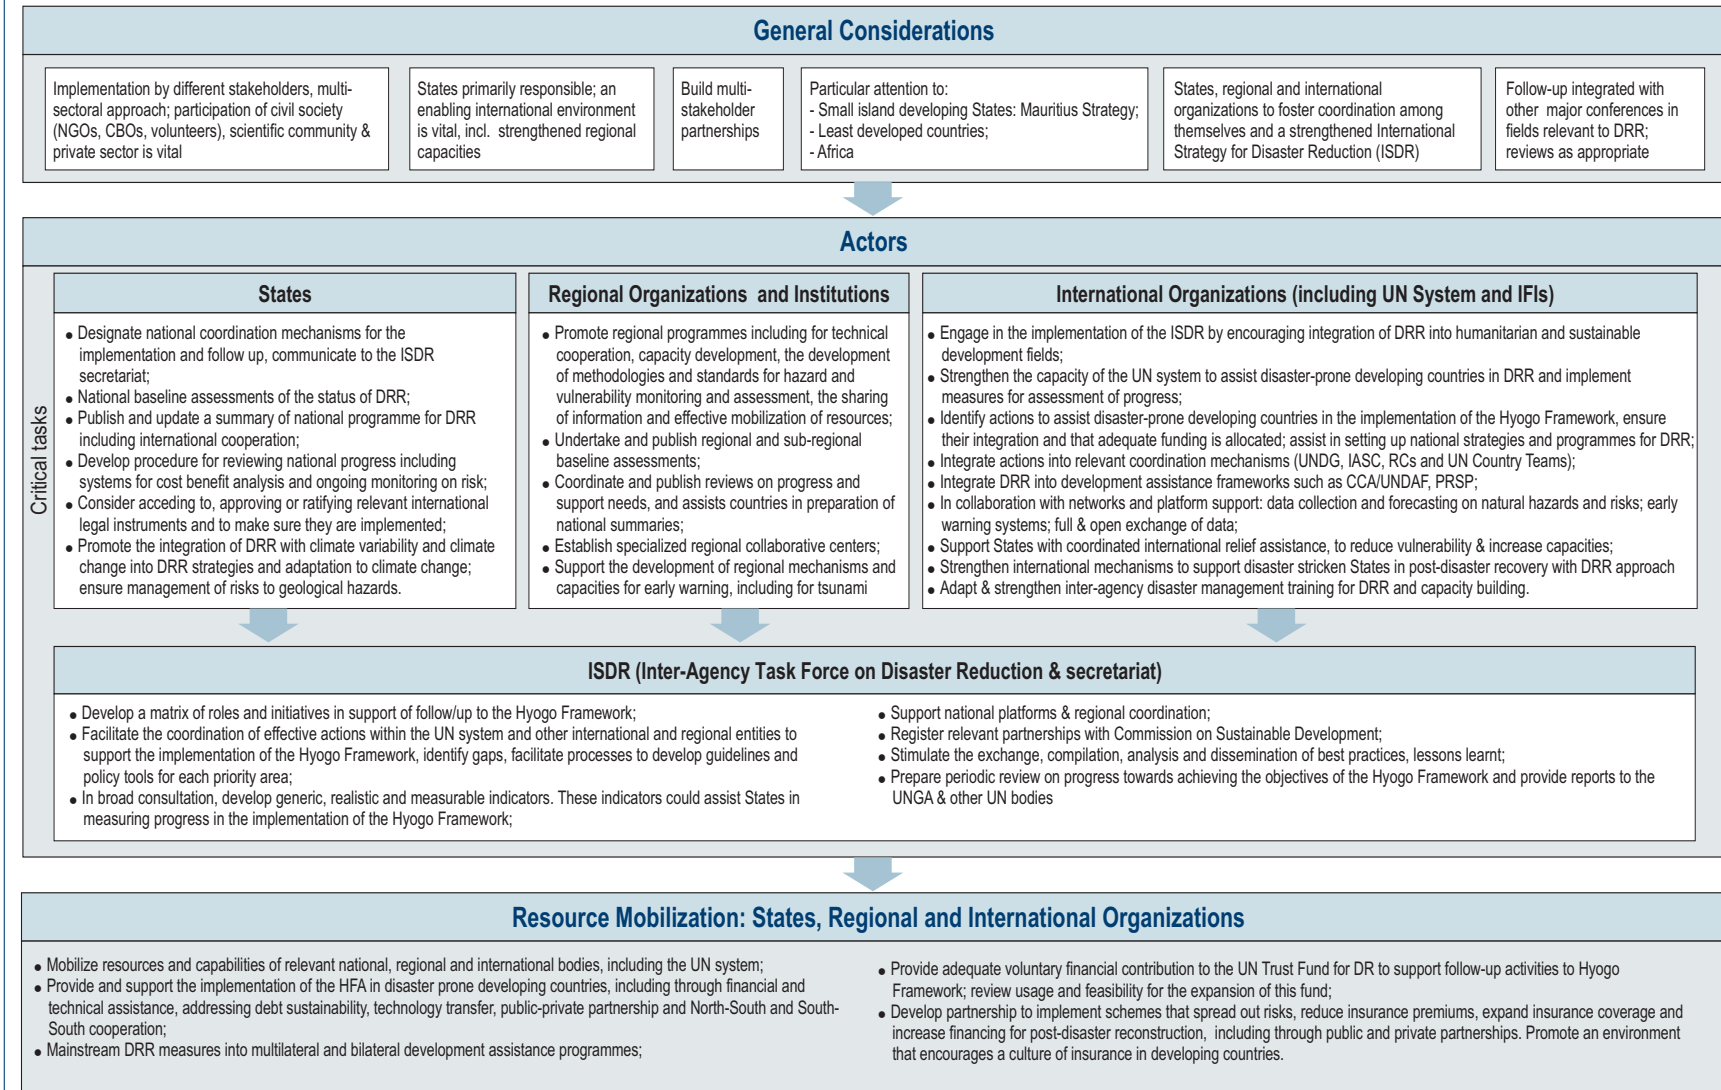 General Considerations
Implementation by different stakeholders, multi-
sectoral approach; participation of civil society
(NGOs, CBOs, volunteers), scientific community &
private sector is vital
States primarily responsible; an
enabling international environment
is vital, incl. strengthened regional
capacities
Build multi-
stakeholder
partnerships
Particular attention to:
- Small island developing States: Mauritius Strategy;
- Least developed countries;
- Africa
States, regional and international
organizations to foster coordination among
themselves and a strengthened International
Strategy for Disaster Reduction (ISDR)
Follow-up integrated with
other major conferences in
fields relevant to DRR;
reviews as appropriate
Actors
Critical tasks
States
● Designate national coordination mechanisms for the
implementation and follow up, communicate to the ISDR
secretariat;
● National baseline assessments of the status of DRR;
● Publish and update a summary of national programme for DRR
including international cooperation;
● Develop procedure for reviewing national progress including
systems for cost benefit analysis and ongoing monitoring on risk;
● Consider acceding to, approving or ratifying relevant international
legal instruments and to make sure they are implemented;
● Promote the integration of DRR with climate variability and climate
change into DRR strategies and adaptation to climate change;
ensure management of risks to geological hazards.
Regional Organizations and Institutions
● Promote regional programmes including for technical
cooperation, capacity development, the development
of methodologies and standards for hazard and
vulnerability monitoring and assessment, the sharing
of information and effective mobilization of resources;
● Undertake and publish regional and sub-regional
baseline assessments;
● Coordinate and publish reviews on progress and
support needs, and assists countries in preparation of
national summaries;
● Establish specialized regional collaborative centers;
● Support the development of regional mechanisms and
capacities for early warning, including for tsunami
International Organizations (including UN System and IFIs)
● Engage in the implementation of the ISDR by encouraging integration of DRR into humanitarian and sustainable
development fields;
● Strengthen the capacity of the UN system to assist disaster-prone developing countries in DRR and implement
measures for assessment of progress;
● Identify actions to assist disaster-prone developing countries in the implementation of the Hyogo Framework, ensure
their integration and that adequate funding is allocated; assist in setting up national strategies and programmes for DRR;
● Integrate actions into relevant coordination mechanisms (UNDG, IASC, RCs and UN Country Teams);
● Integrate DRR into development assistance frameworks such as CCA/UNDAF, PRSP;
● In collaboration with networks and platform support: data collection and forecasting on natural hazards and risks; early
warning systems; full & open exchange of data;
● Support States with coordinated international relief assistance, to reduce vulnerability & increase capacities;
● Strengthen international mechanisms to support disaster stricken States in post-disaster recovery with DRR approach
● Adapt & strengthen inter-agency disaster management training for DRR and capacity building.
ISDR (Inter-Agency Task Force on Disaster Reduction & secretariat)
● Develop a matrix of roles and initiatives in support of follow/up to the Hyogo Framework;
● Facilitate the coordination of effective actions within the UN system and other international and regional entities to
support the implementation of the Hyogo Framework, identify gaps, facilitate processes to develop guidelines and
policy tools for each priority area;
● In broad consultation, develop generic, realistic and measurable indicators. These indicators could assist States in
measuring progress in the implementation of the Hyogo Framework;
● Support national platforms & regional coordination;
● Register relevant partnerships with Commission on Sustainable Development;
● Stimulate the exchange, compilation, analysis and dissemination of best practices, lessons learnt;
● Prepare periodic review on progress towards achieving the objectives of the Hyogo Framework and provide reports to the
UNGA & other UN bodies
Resource Mobilization: States, Regional and International Organizations
● Mobilize resources and capabilities of relevant national, regional and international bodies, including the UN system;
● Provide and support the implementation of the HFA in disaster prone developing countries, including through financial and
technical assistance, addressing debt sustainability, technology transfer, public-private partnership and North-South and South-
South cooperation;
● Mainstream DRR measures into multilateral and bilateral development assistance programmes;
● Provide adequate voluntary financial contribution to the UN Trust Fund for DR to support follow-up activities to Hyogo
Framework; review usage and feasibility for the expansion of this fund;
● Develop partnership to implement schemes that spread out risks, reduce insurance premiums, expand insurance coverage and
increase financing for post-disaster reconstruction, including through public and private partnerships. Promote an environment
that encourages a culture of insurance in developing countries.